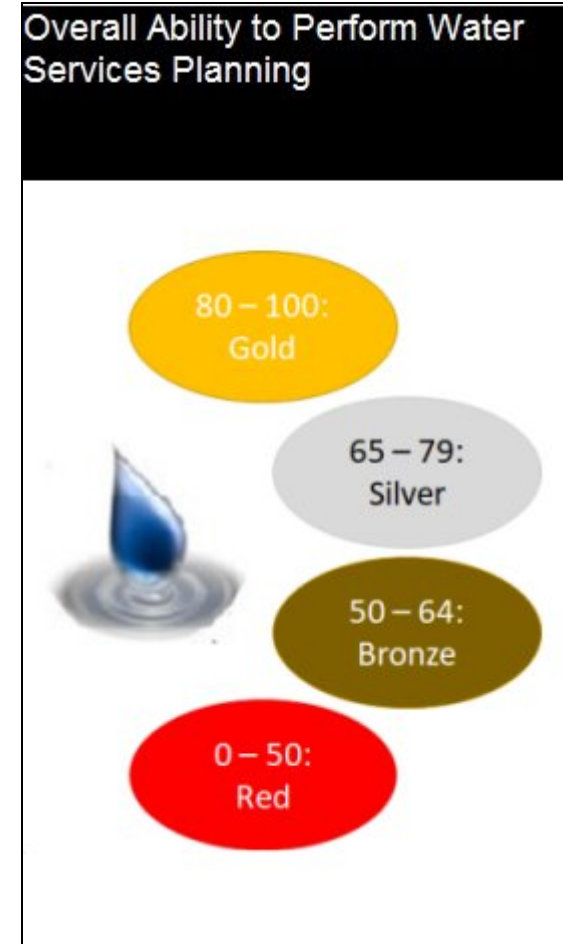 Overall Ability to Perform Water
Services Planning
80 – 100:
Gold
65 – 79:
Silver
50 – 64:
Bronze
0 – 50:
Red